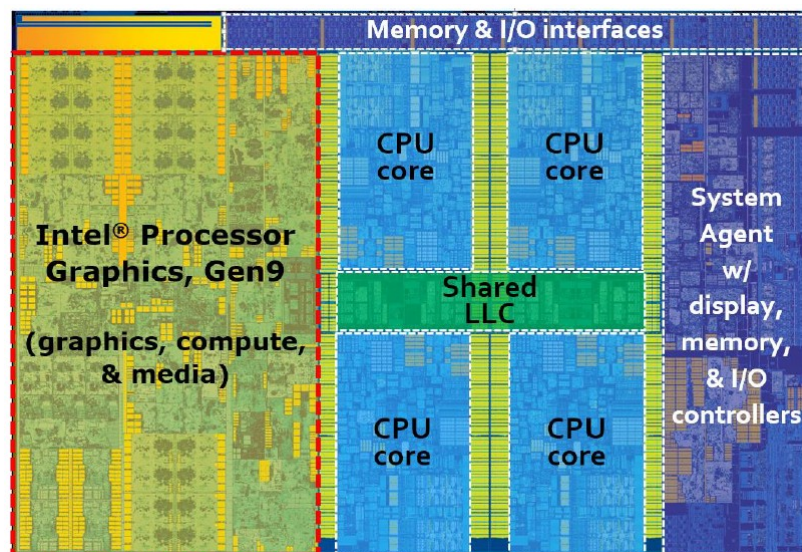 Memory & I/O interfaces
Intel® Processor
Graphics, Gen9
(graphics, compute,
& media)
CPU
core
CPU
core
Shared
LLC
CPU
core
CPU
core
System
Agent
w/
display,
memory,
& I/O
controllers